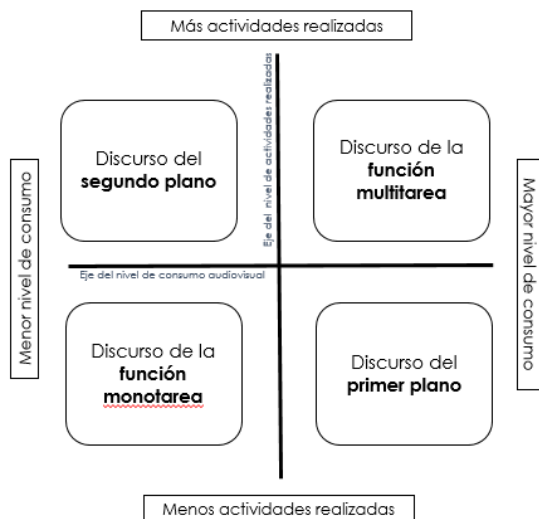 Más actividades realizadas
Eje del nivel de actividades realizadas
Discurso del
segundo plano
Discurso de la
función
multitarea
Menor nivel de consumo
Mayor nivel de consumo
Eje del nivel de consumo audiovisual
Discurso de la
función
monotarea
Discurso del
primer plano
Menos actividades realizadas